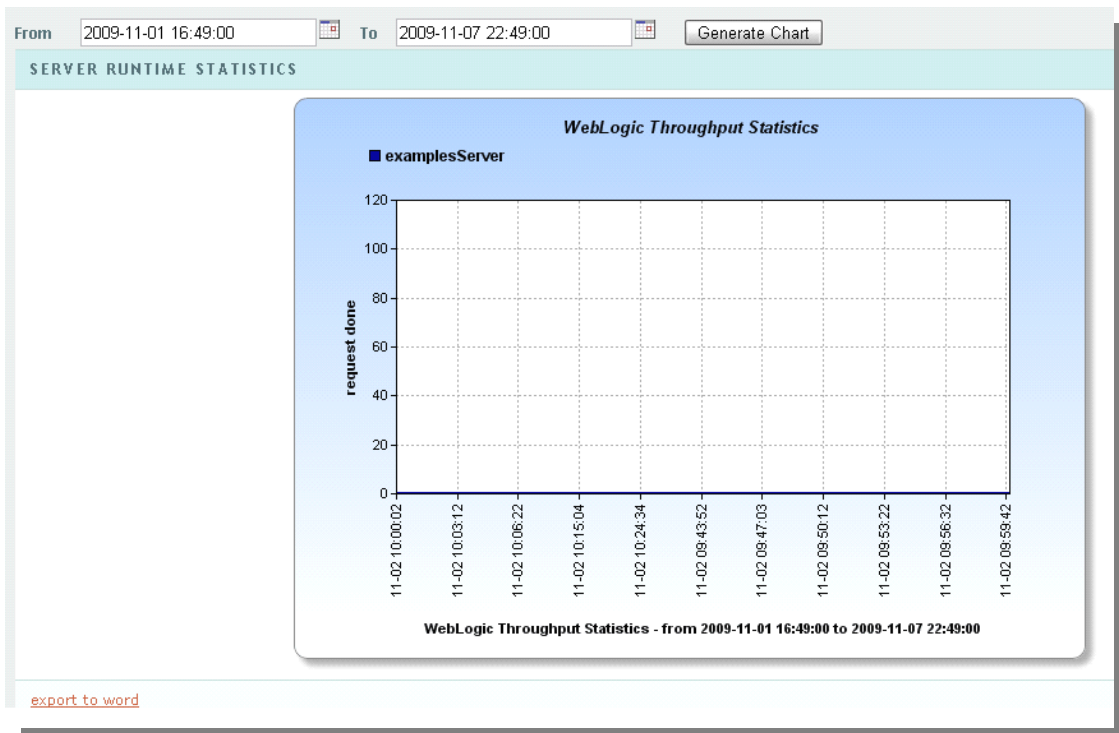 From 2009-11-01 16:49:00 To 2009-11-07 22:49:00 Generate Chart
SERVER RUNTIME STATISTICS
WebLogic Throughput Statistics
examplesServer
120
100
80
60
40
20
0
request done
11-02 10:00:02
11-02 10:03:12
11-02 10:06:22
11-02 10:15:04
11-02 10:24:34
11-02 09:43:52
11-02 09:47:03
11-02 09:50:12
11-02 09:53:22
11-02 09:56:32
11-02 09:59:42
WebLogic Throughput Statistics - from 2009-11-01 16:49:00 to 2009-11-07 22:49:00
export to word